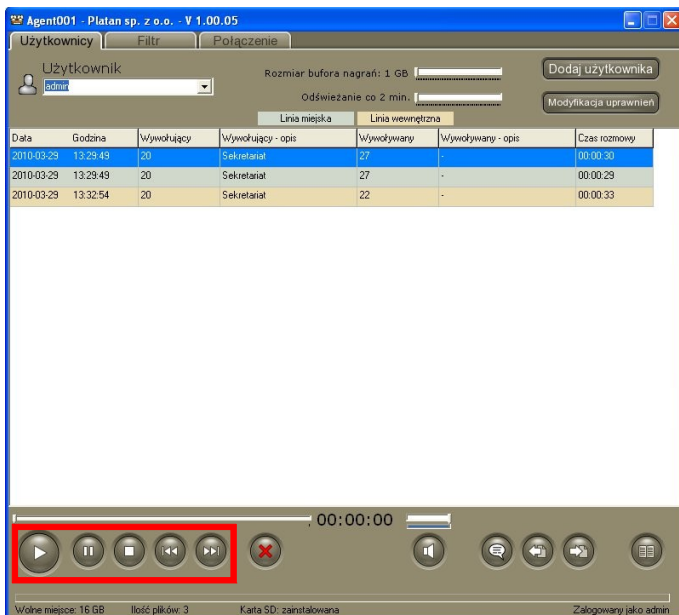 Agent001 - Platan sp. z o.o. - V 1.00.05
Użytkownicy Filtr Połączenie
Użytkownik
admin
Rozmiar bufora nagrań: 1 GB
Odświeżanie co 2 min.
Dodaj użytkownika
Modyfikacja uprawnień
Linia miejska Linia wewnętrzna
Data Godzina Wywołujący Wywołujący - opis Wywoływany Wywoływany - opis Czas rozmowy
2010-03-29 13:29:49 20 Sekretariat 27 - 00:00:30
2010-03-29 13:29:49 20 Sekretariat 27 - 00:00:29
2010-03-29 13:32:54 20 Sekretariat 22 - 00:00:33
00:00:00
Wolne miejsce: 16 GB Ilość plików: 3 Karta SD: zainstalowana Zalogowany jako admin